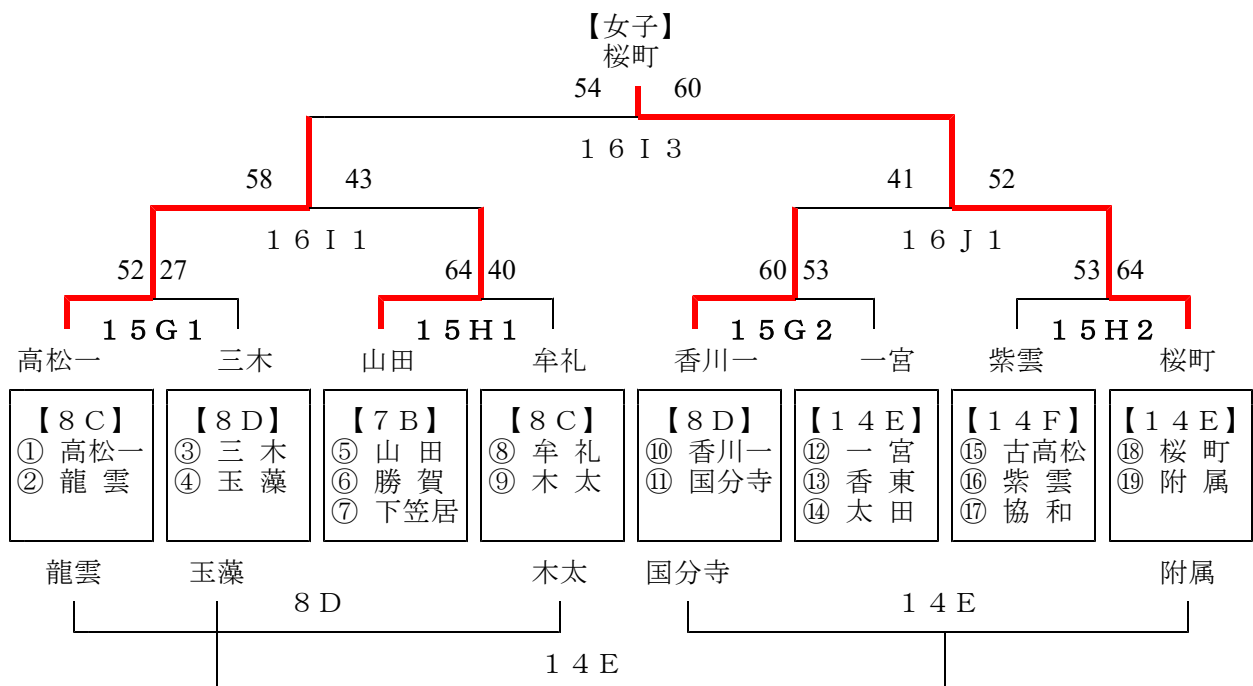 【女子】
桜町
54 60
１６Ｉ３
58 43 41 52
１６Ｉ１ １６Ｊ１
52 27 64 40 60 53 53 64
１５Ｇ１ １５Ｈ１ １５Ｇ２ １５Ｈ２
高松一 三木 山田 牟礼 香川一 一宮 紫雲 桜町
【８Ｃ】 【８Ｄ】 【７Ｂ】 【８Ｃ】 【８Ｄ】 【１４Ｅ】 【１４Ｆ】 【１４Ｅ】
① 高松一 ③ 三 木 ⑤ 山 田 ⑧ 牟 礼 ⑩ 香川一 ⑫ 一 宮 ⑮ 古高松 ⑱ 桜 町
② 龍 雲 ④ 玉 藻 ⑥ 勝 賀 ⑨ 木 太 ⑪ 国分寺 ⑬ 香 東 ⑯ 紫 雲 ⑲ 附 属
⑦ 下笠居 ⑭ 太 田 ⑰ 協 和
龍雲 玉藻 木太 国分寺 附属
８Ｄ １４Ｅ
１４Ｅ